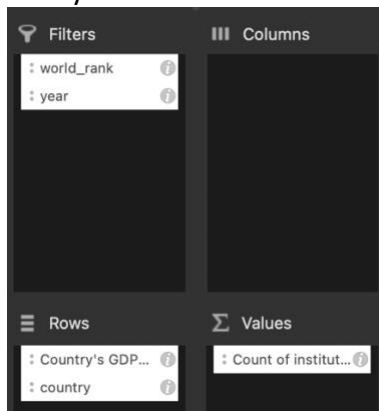 Filters
Columns
: world_rank
: year
Rows
Values
: Country's GDP...
: country
: Count of institut...